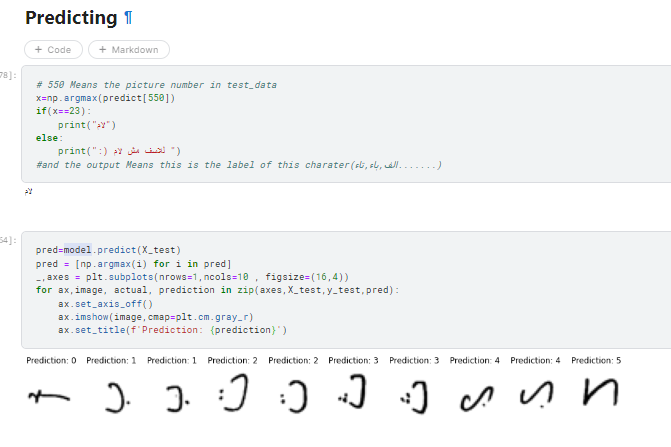 Predicting ¶
+ Code + Markdown
78]:
# 550 Means the picture number in test_data
x=np.argmax(predict[550])
if(x==23):
print("لام")
else:
print(":) للاسف مش لام ")
#and the output Means this is the label of this charater(الف,باء,تاء.......)
لام
64]:
pred=model.predict(X_test)
pred = [np.argmax(i) for i in pred]
_,axes = plt.subplots(nrows=1,ncols=10 , figsize=(16,4))
for ax,image, actual, prediction in zip(axes,X_test,y_test,pred):
ax.set_axis_off()
ax.imshow(image,cmap=plt.cm.gray_r)
ax.set_title(f'Prediction: {prediction}')
Prediction: 0 Prediction: 1 Prediction: 1 Prediction: 2 Prediction: 2 Prediction: 3 Prediction: 3 Prediction: 4 Prediction: 4 Prediction: 5